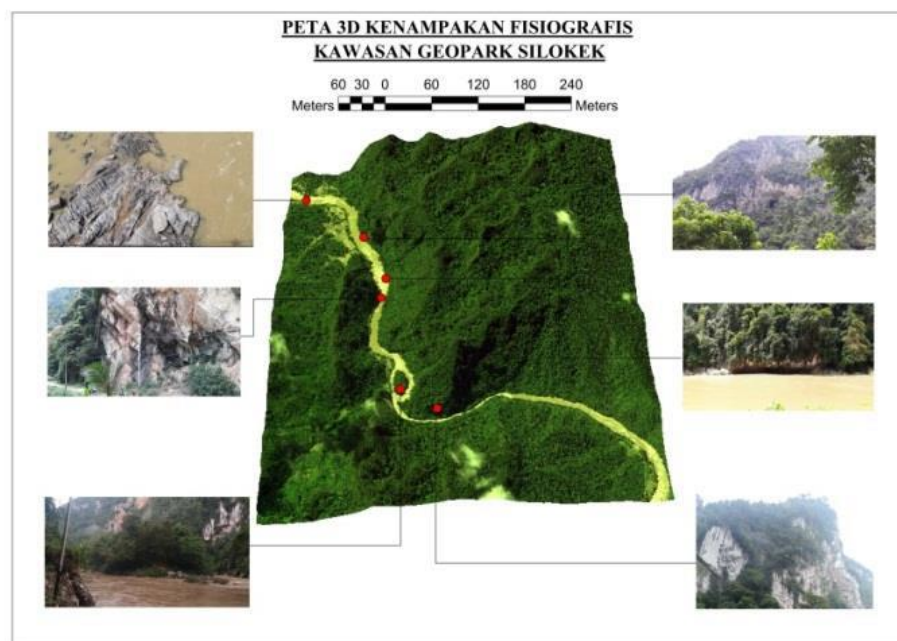 PETA 3D KENAMPAKAN FISIOGRAFIS
KAWASAN GEOPARK SILOKEK
60 30 0 60 120 180 240
Meters Meters